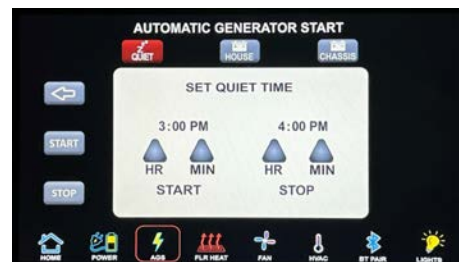 AUTOMATIC GENERATOR START
QUIET HOUSE CHASSIS
SET QUIET TIME
3:00 PM 4:00 PM
HR MIN HR MIN
START
START STOP
STOP
HOME POWER AGS FLR HEAT FAN HVAC BT PAIR LIGHTS